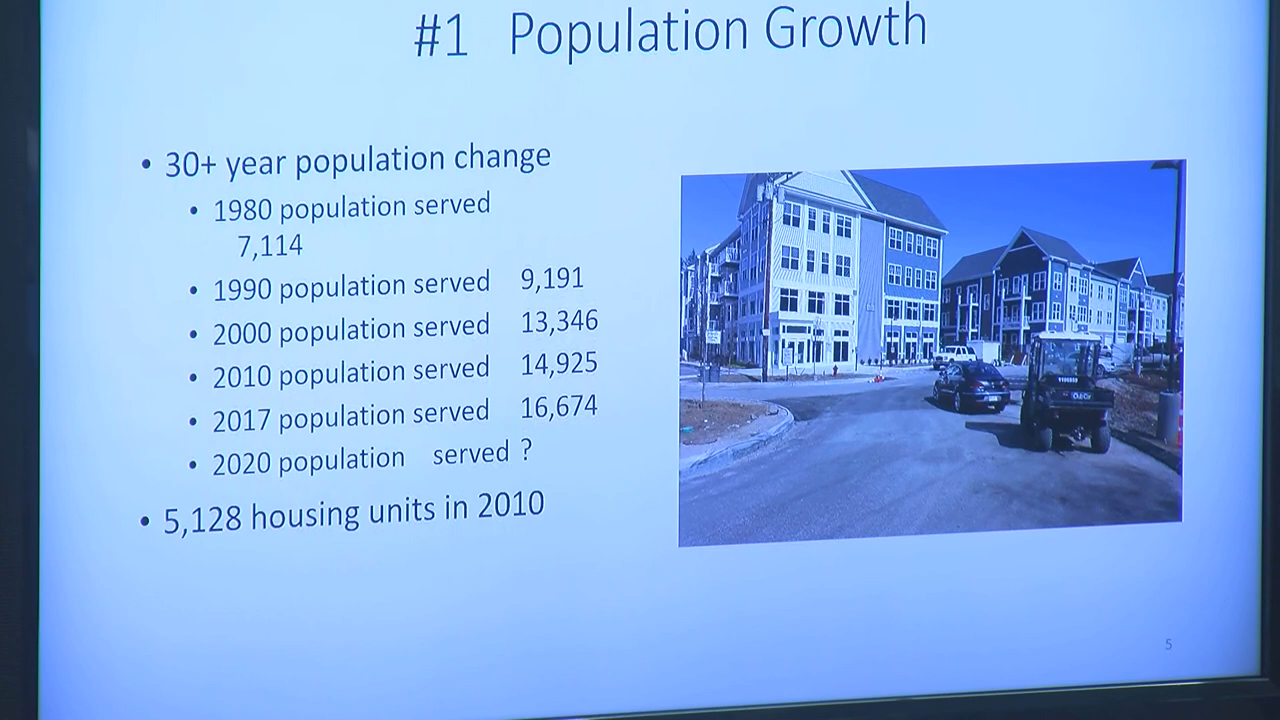 #1 Population Growth
• 30+ year population change
• 1980 population served
7,114
• 1990 population served 9,191
• 2000 population served 13,346
• 2010 population served 14,925
• 2017 population served 16,674
• 2020 population served ?
• 5,128 housing units in 2010
5